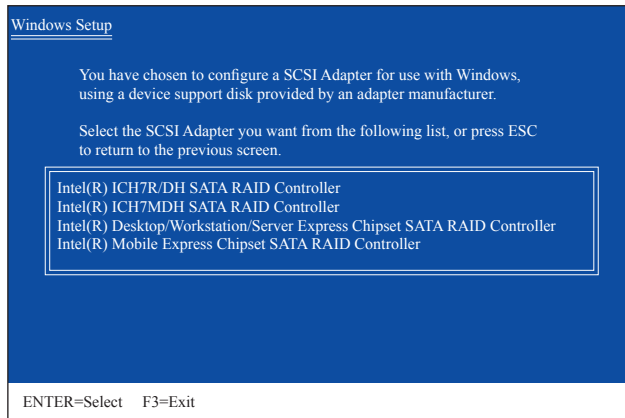 Windows Setup
You have chosen to configure a SCSI Adapter for use with Windows,
using a device support disk provided by an adapter manufacturer.
Select the SCSI Adapter you want from the following list, or press ESC
to return to the previous screen.
Intel(R) ICH7R/DH SATA RAID Controller
Intel(R) ICH7MDH SATA RAID Controller
Intel(R) Desktop/Workstation/Server Express Chipset SATA RAID Controller
Intel(R) Mobile Express Chipset SATA RAID Controller
ENTER=Select F3=Exit